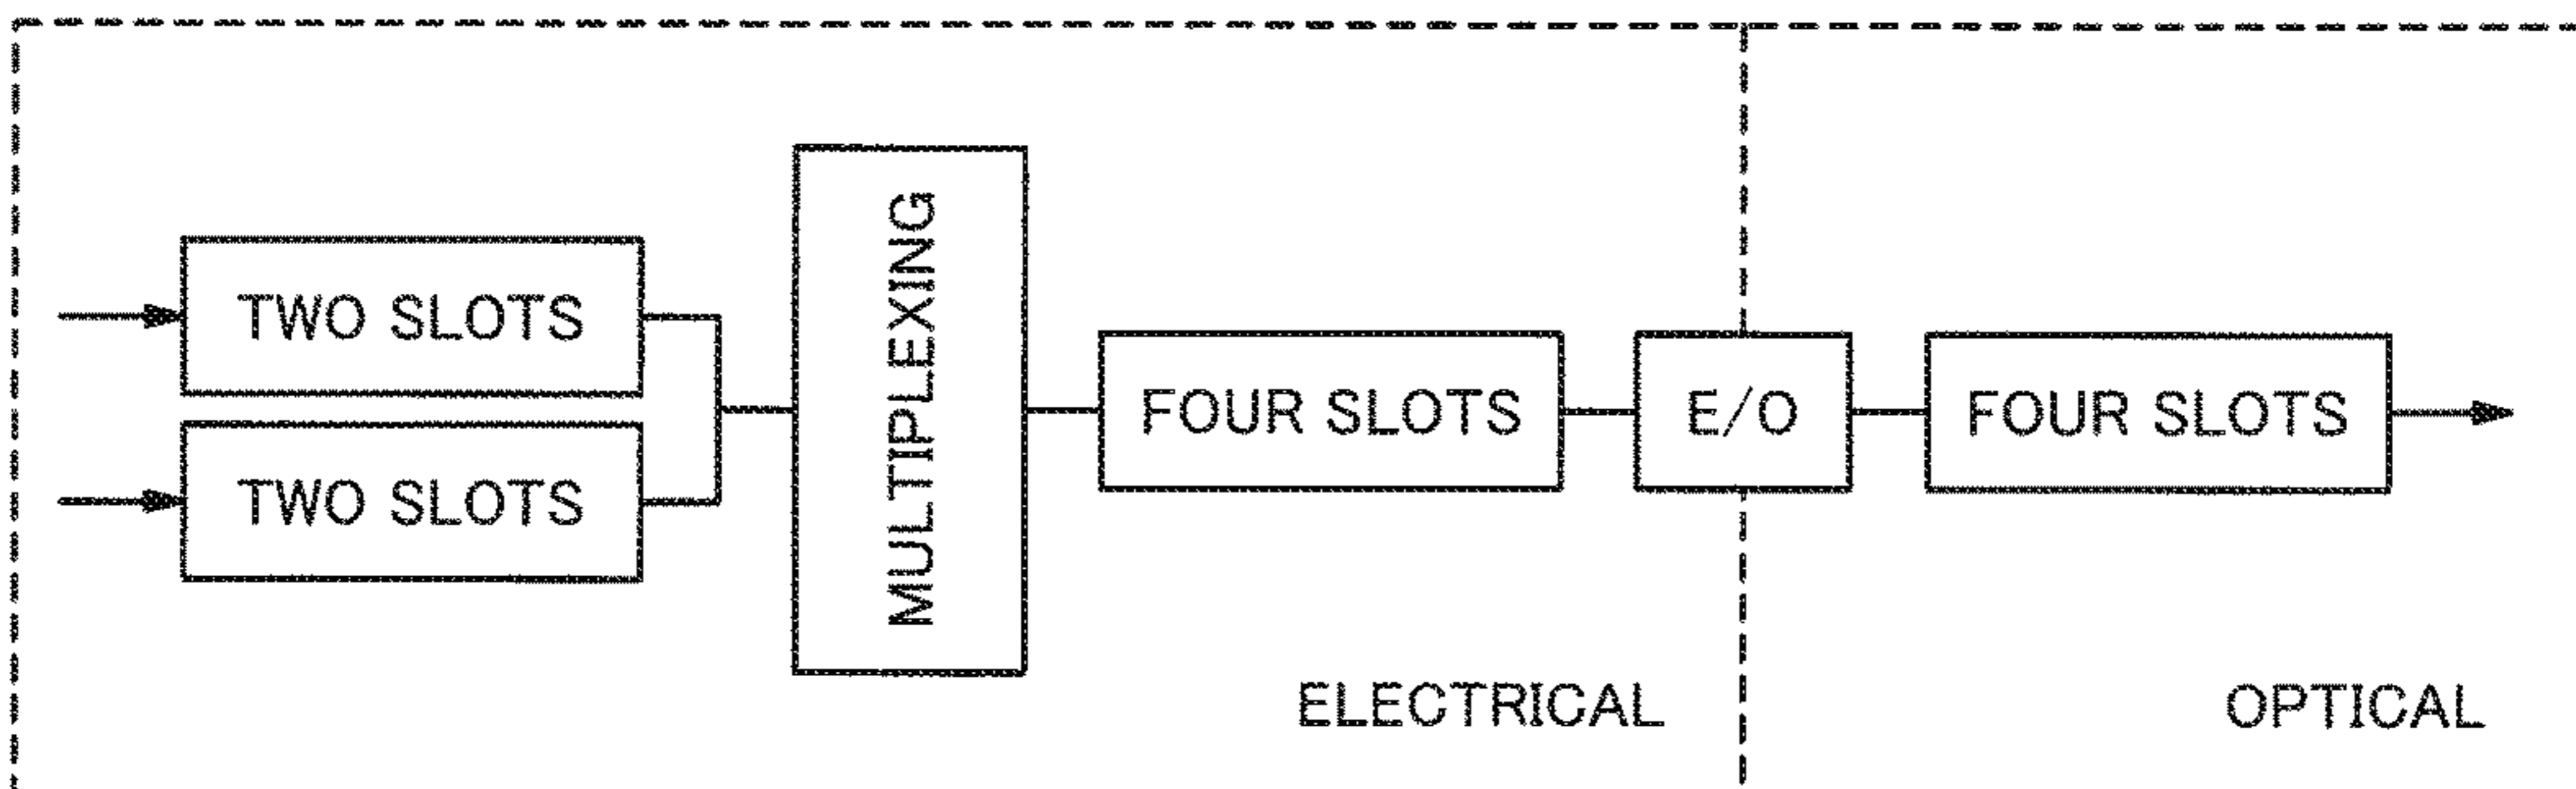 TWO SLOTS
TWO SLOTS
MULTIPLEXING
FOUR SLOTS
E/O
FOUR SLOTS
ELECTRICAL
OPTICAL